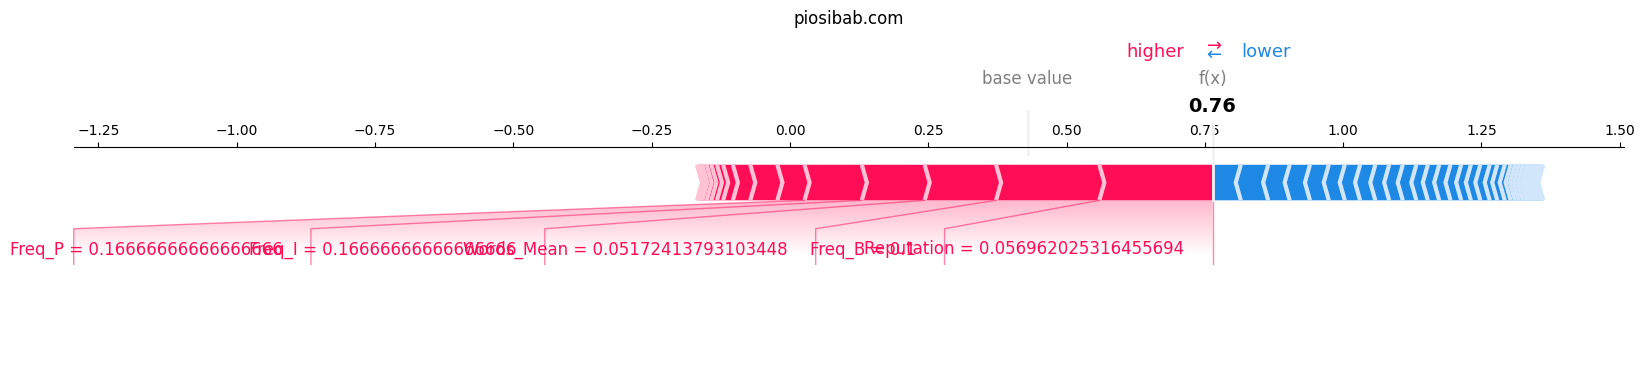 piosibab.com
higher ⇄ lower
base value f(x)
0.76
−1.25 −1.00 −0.75 −0.50 −0.25 0.00 0.25 0.50 0.75 1.00 1.25 1.50
Freq_P = 0.16666666666666666 Freq_I = 0.16666666666666666 Words_Mean = 0.05172413793103448 Freq_B = 0.1 Reputation = 0.056962025316455694